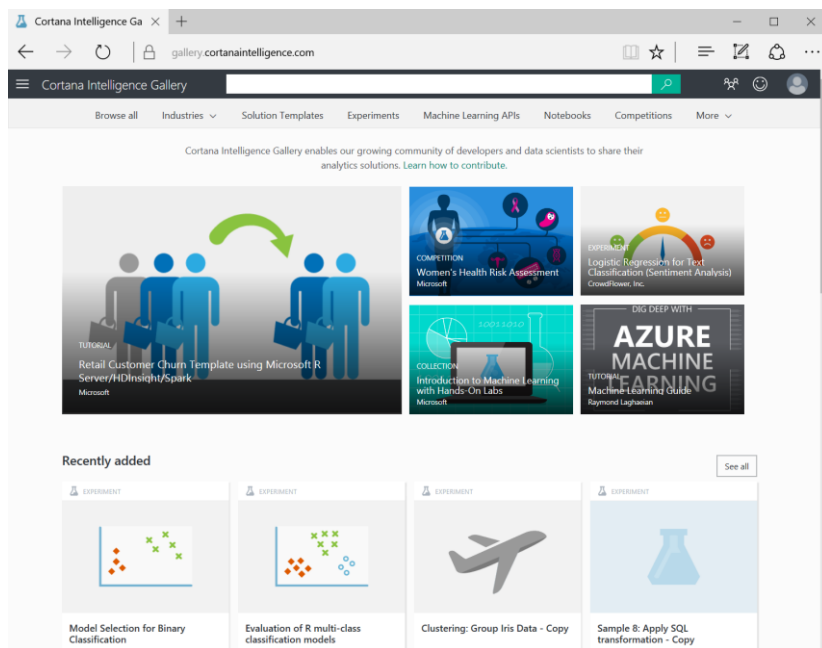 Cortana Intelligence Ga
gallery.cortanaintelligence.com
Cortana Intelligence Gallery
Browse all Industries Solution Templates Experiments Machine Learning APIs Notebooks Competitions More
Cortana Intelligence Gallery enables our growing community of developers and data scientists to share their
analytics solutions. Learn how to contribute.
TUTORIAL
Retail Customer Churn Template using Microsoft R
Server/HDInsight/Spark
Microsoft
COMPETITION
Women's Health Risk Assessment
Microsoft
EXPERIMENT
Logistic Regression for Text
Classification (Sentiment Analysis)
CrowdFlower, Inc.
1005 1010
COLLECTION
Introduction to Machine Learning
with Hands-On Labs
Microsoft
DIG DEEP WITH
AZURE
MACHINE
LEARNING
TUTORIAL
Machine Learning Guide
Raymond Laghaeian
Recently added
See all
EXPERIMENT
Model Selection for Binary
Classification
EXPERIMENT
Evaluation of R multi-class
classification models
EXPERIMENT
Clustering: Group Iris Data - Copy
EXPERIMENT
Sample 8: Apply SQL
transformation - Copy